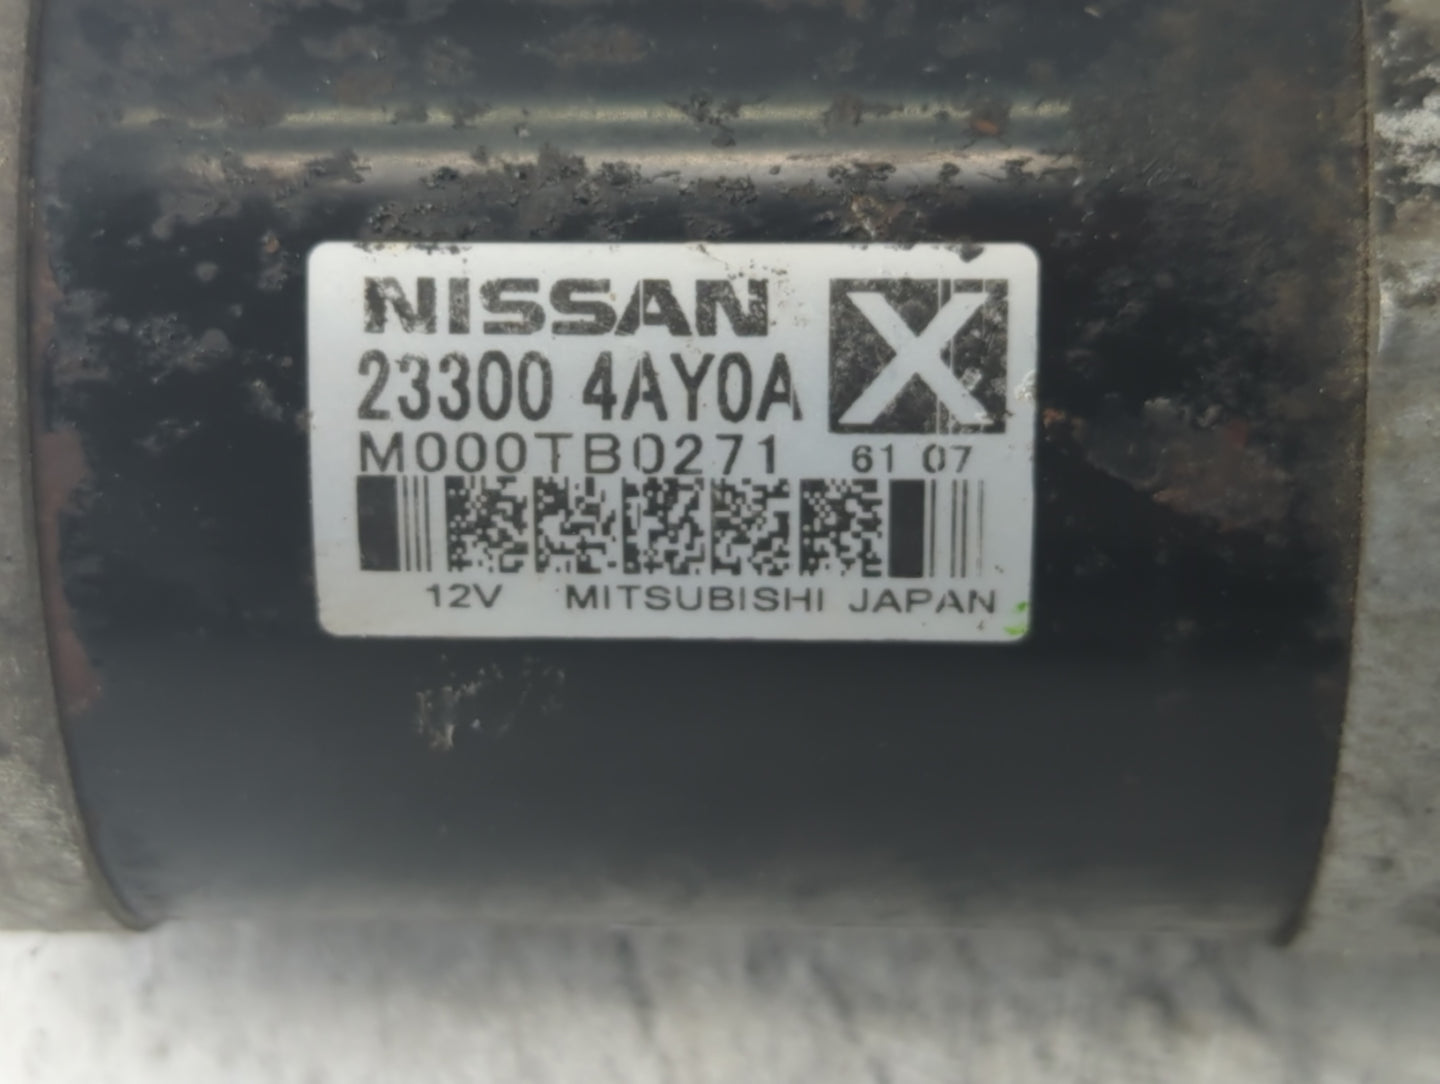 NISSAN X
23300 4AY0A
M000TB0271 61 07
12V MITSUBISHI JAPAN